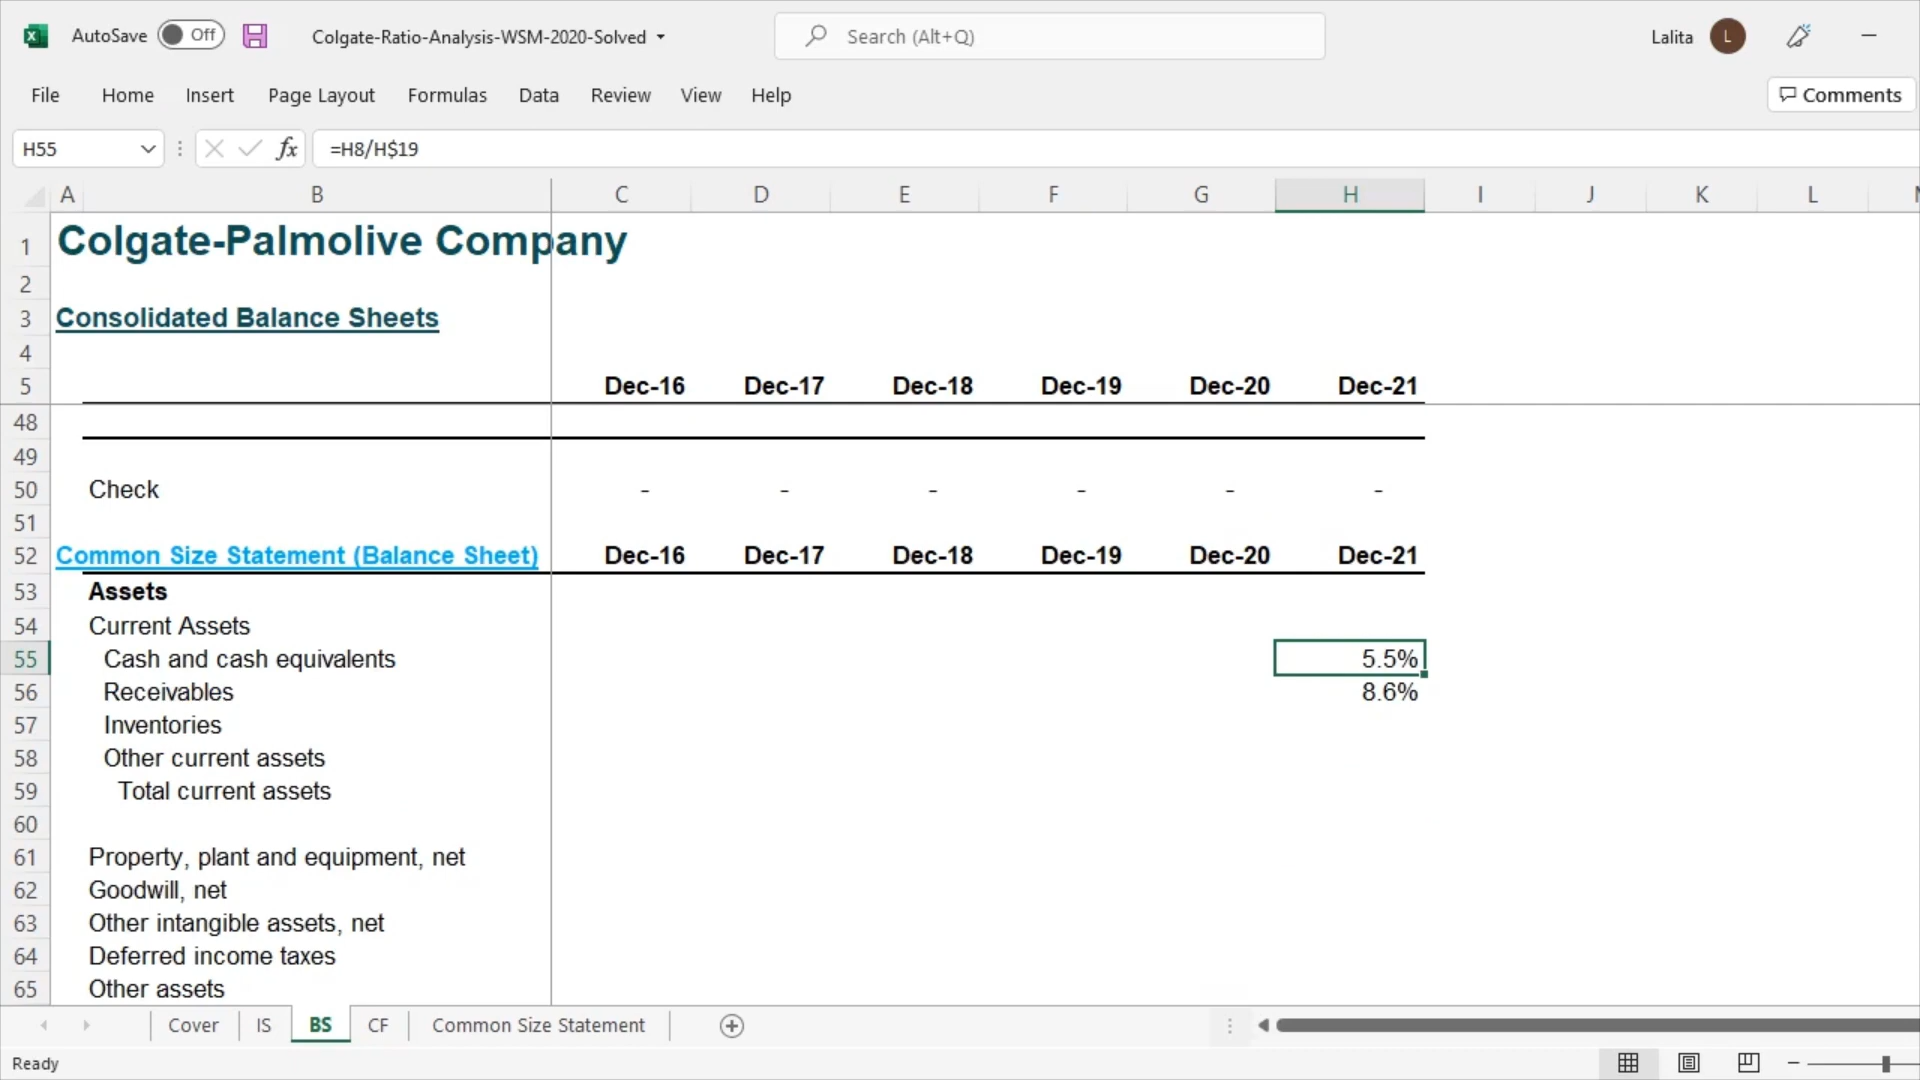 AutoSave Off Colgate-Ratio-Analysis-WSM-2020-Solved Search (Alt+Q) Lalita L
File Home Insert Page Layout Formulas Data Review View Help Comments
H55 fx =H8/H$19
A B C D E F G H I J K L
1 Colgate-Palmolive Company
2
3 Consolidated Balance Sheets
4
5 Dec-16 Dec-17 Dec-18 Dec-19 Dec-20 Dec-21
48
49
50 Check - - - - - -
51
52 Common Size Statement (Balance Sheet) Dec-16 Dec-17 Dec-18 Dec-19 Dec-20 Dec-21
53 Assets
54 Current Assets
55 Cash and cash equivalents 5.5%
56 Receivables 8.6%
57 Inventories
58 Other current assets
59 Total current assets
60
61 Property, plant and equipment, net
62 Goodwill, net
63 Other intangible assets, net
64 Deferred income taxes
65 Other assets
Cover IS BS CF Common Size Statement
Ready